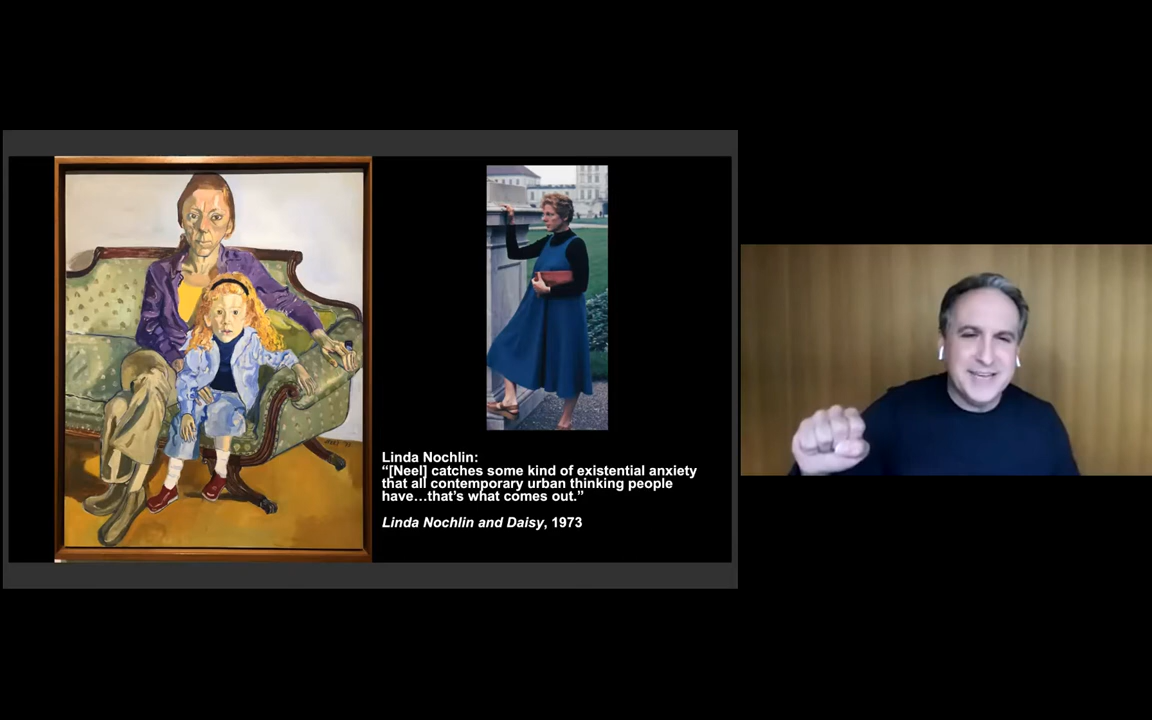 Linda Nochlin:
“[Neel] catches some kind of existential anxiety
that all contemporary urban thinking people
have…that’s what comes out.”
Linda Nochlin and Daisy, 1973